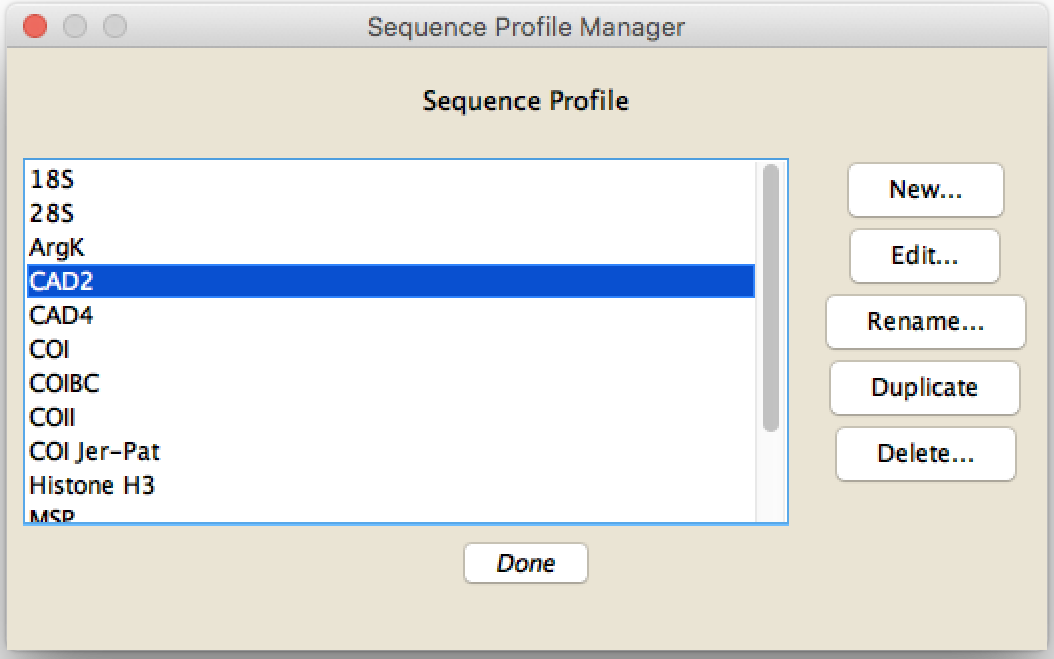 Sequence Profile Manager
Sequence Profile
18S
28S
ArgK
CAD2
CAD4
COI
COIBC
COII
COI Jer-Pat
Histone H3
MSP
New...
Edit...
Rename...
Duplicate
Delete...
Done